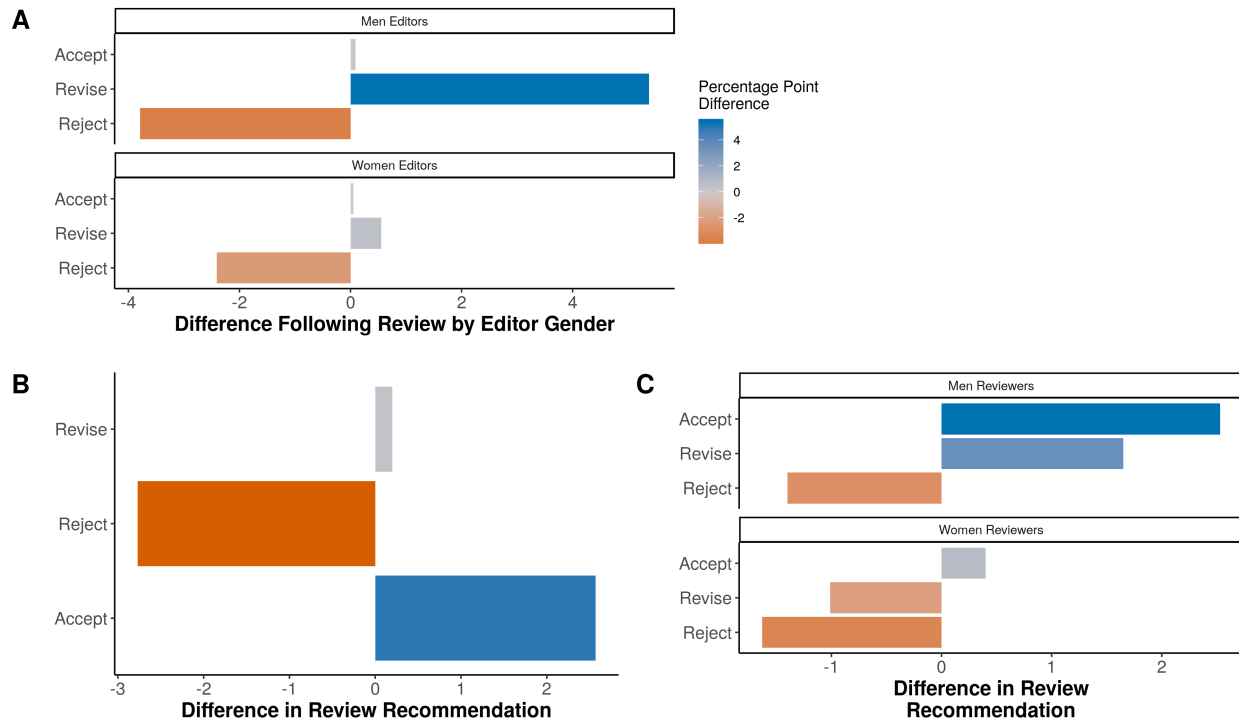 A
Men Editors
Accept
Revise
Reject
Women Editors
Accept
Revise
Reject
-4 -2 0 2 4
Difference Following Review by Editor Gender
Percentage Point
Difference
4
2
0
-2
B
Revise
Reject
Accept
-3 -2 -1 0 1 2
Difference in Review Recommendation
C
Men Reviewers
Accept
Revise
Reject
Women Reviewers
Accept
Revise
Reject
-1 0 1 2
Difference in Review
Recommendation